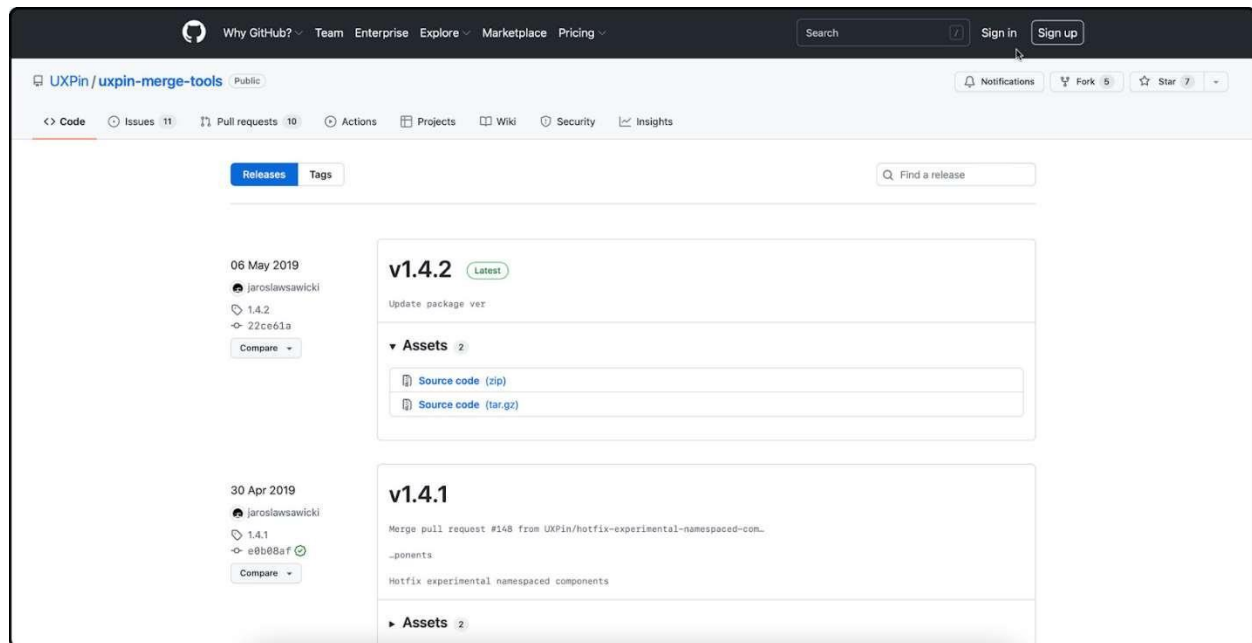 Why GitHub? Team Enterprise Explore Marketplace Pricing Search / Sign in Sign up
UXPin / uxpin-merge-tools Public Notifications Fork 5 Star 7
<> Code Issues 11 Pull requests 10 Actions Projects Wiki Security Insights
Releases Tags Find a release
06 May 2019
jaroslawsawicki
1.4.2
22ce61a
Compare
v1.4.2 Latest
Update package ver
Assets 2
Source code (zip)
Source code (tar.gz)
30 Apr 2019
jaroslawsawicki
1.4.1
e0b08af
Compare
v1.4.1
Merge pull request #148 from UXPin/hotfix-experimental-namespaced-com…
…ponents
Hotfix experimental namespaced components
Assets 2